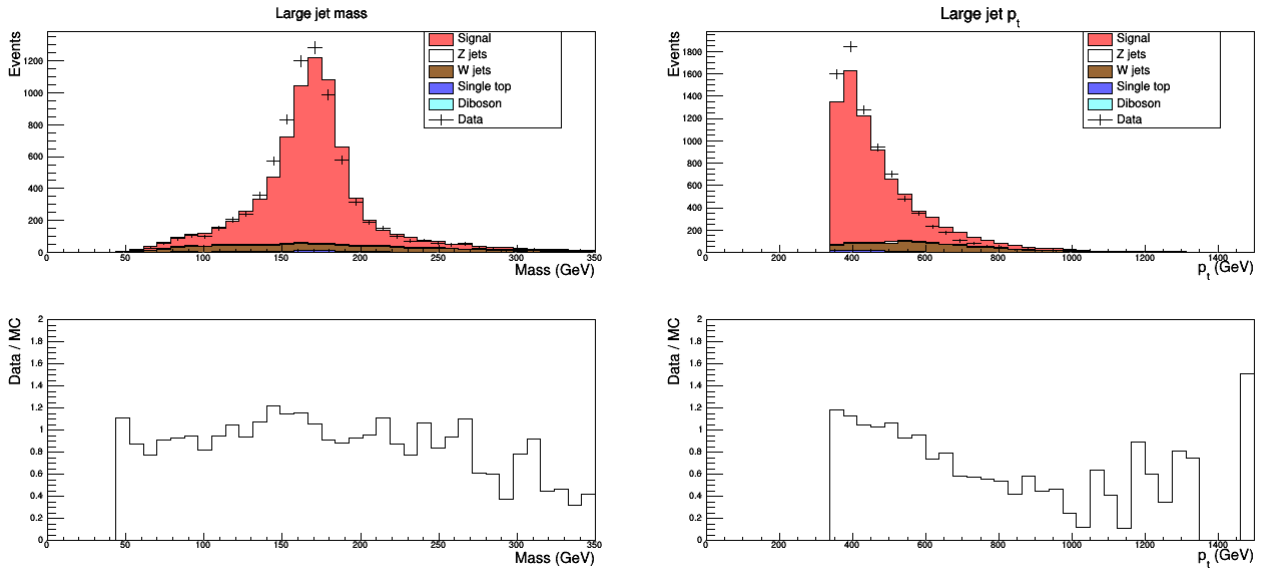 Large jet mass
Events
1200
1000
800
600
400
200
0
0 50 100 150 200 250 300 350
Mass (GeV)
Signal
Z jets
W jets
Single top
Diboson
Data
Large jet p_t
Events
1800
1600
1400
1200
1000
800
600
400
200
0
0 200 400 600 800 1000 1200 1400
p_t (GeV)
Signal
Z jets
W jets
Single top
Diboson
Data
Data / MC
2
1.8
1.6
1.4
1.2
1
0.8
0.6
0.4
0.2
0
0 50 100 150 200 250 300 350
Mass (GeV)
Data / MC
2
1.8
1.6
1.4
1.2
1
0.8
0.6
0.4
0.2
0
0 200 400 600 800 1000 1200 1400
p_t (GeV)